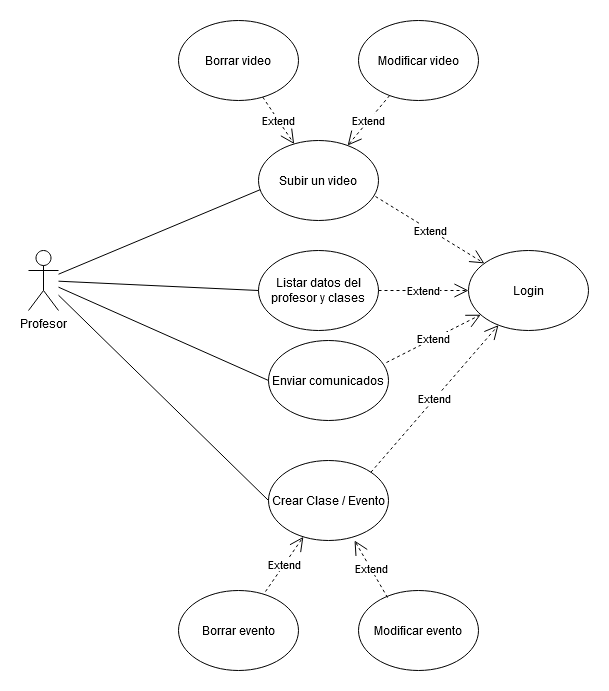 Borrar video
Modificar video
Extend
Extend
Subir un video
Extend
Listar datos del
profesor y clases
Extend
Login
Profesor
Extend
Enviar comunicados
Extend
Crear Clase / Evento
Extend
Extend
Borrar evento
Modificar evento